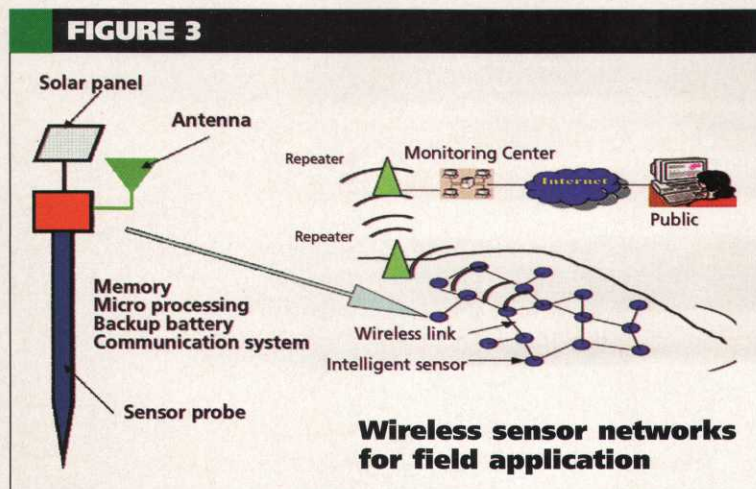 FIGURE 3
Solar panel
Antenna
Memory
Micro processing
Backup battery
Communication system
Sensor probe
Repeater
Monitoring Center
Internet
Public
Repeater
Wireless link
Intelligent sensor
Wireless sensor networks
for field application